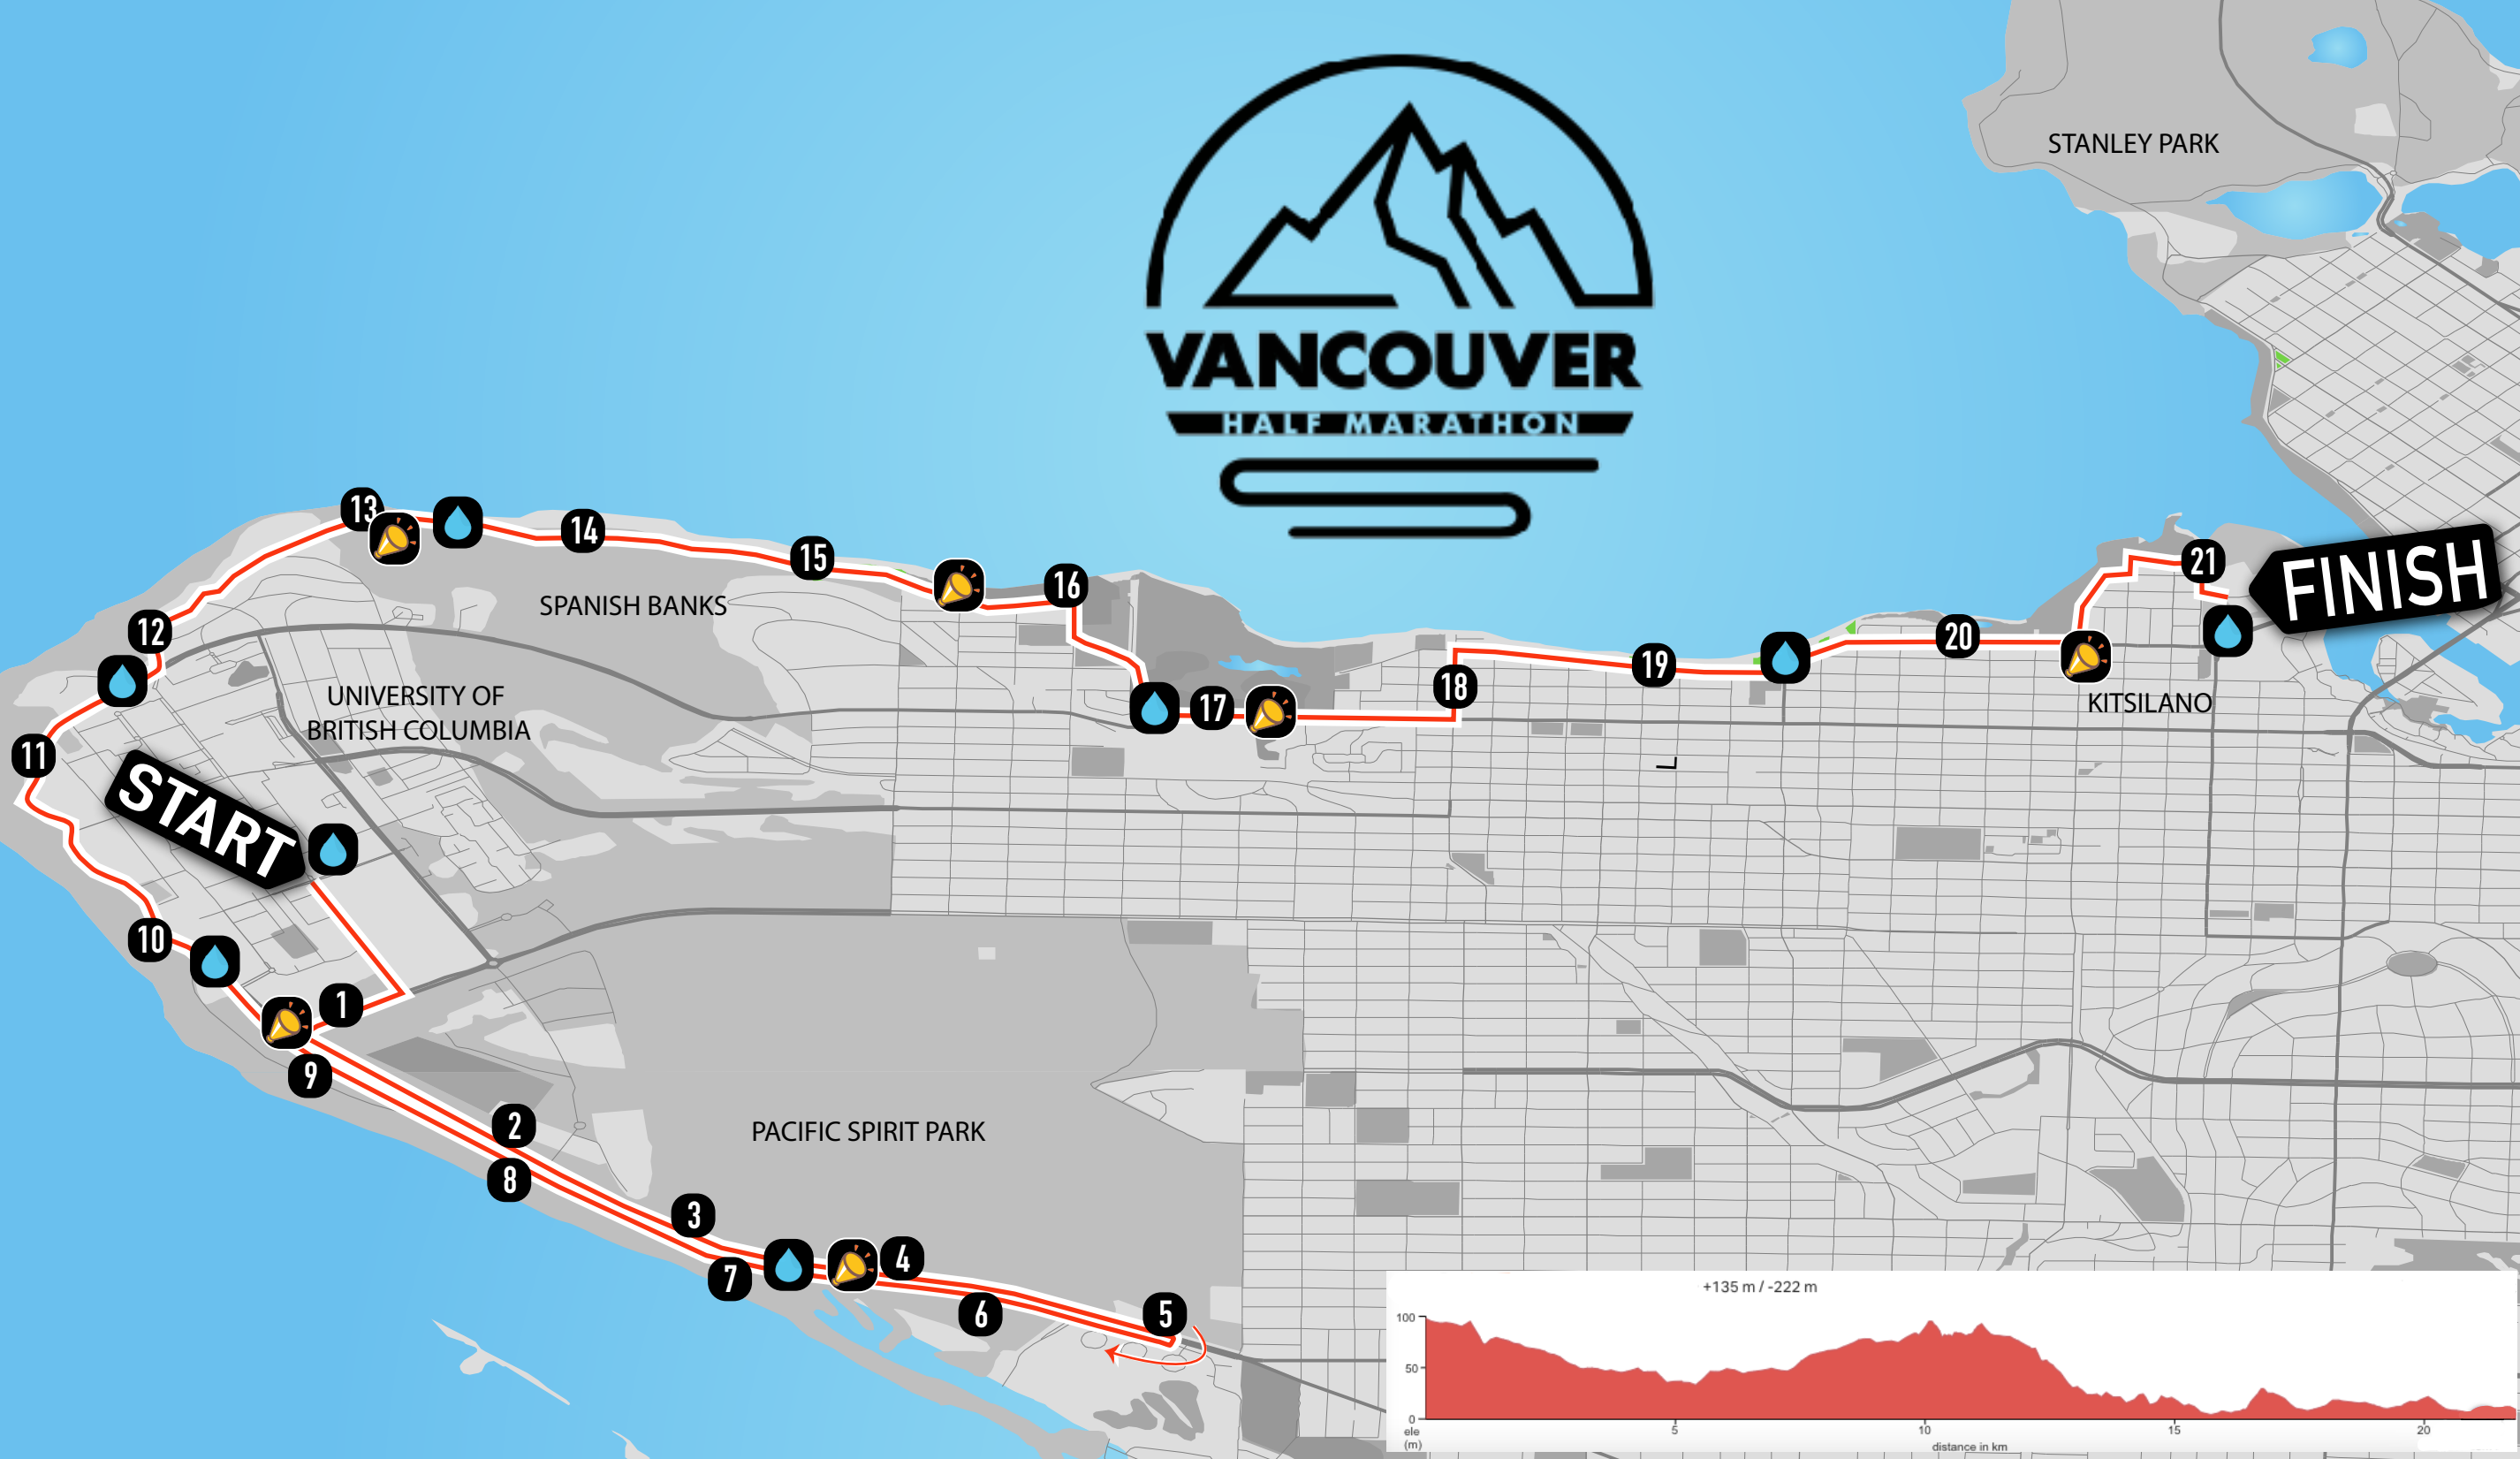 STANLEY PARK
VANCOUVER
HALF MARATHON
13
14
15
16
21
FINISH
12
SPANISH BANKS
20
19
18
17
KITSILANO
UNIVERSITY OF
BRITISH COLUMBIA
11
START
10
1
9
2
8
PACIFIC SPIRIT PARK
3
7
4
6
5
+135 m / -222 m
100
50
0
ele
(m)
5
10
15
20
distance in km